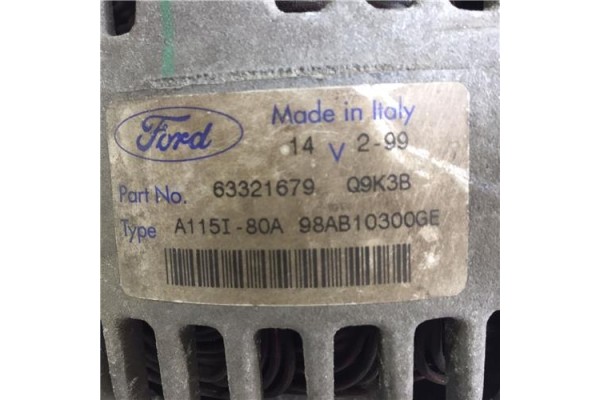 Ford
Made in Italy
14 V 2-99
Part No. 63321679 Q9K3B
Type A115I-80A 98AB10300GE